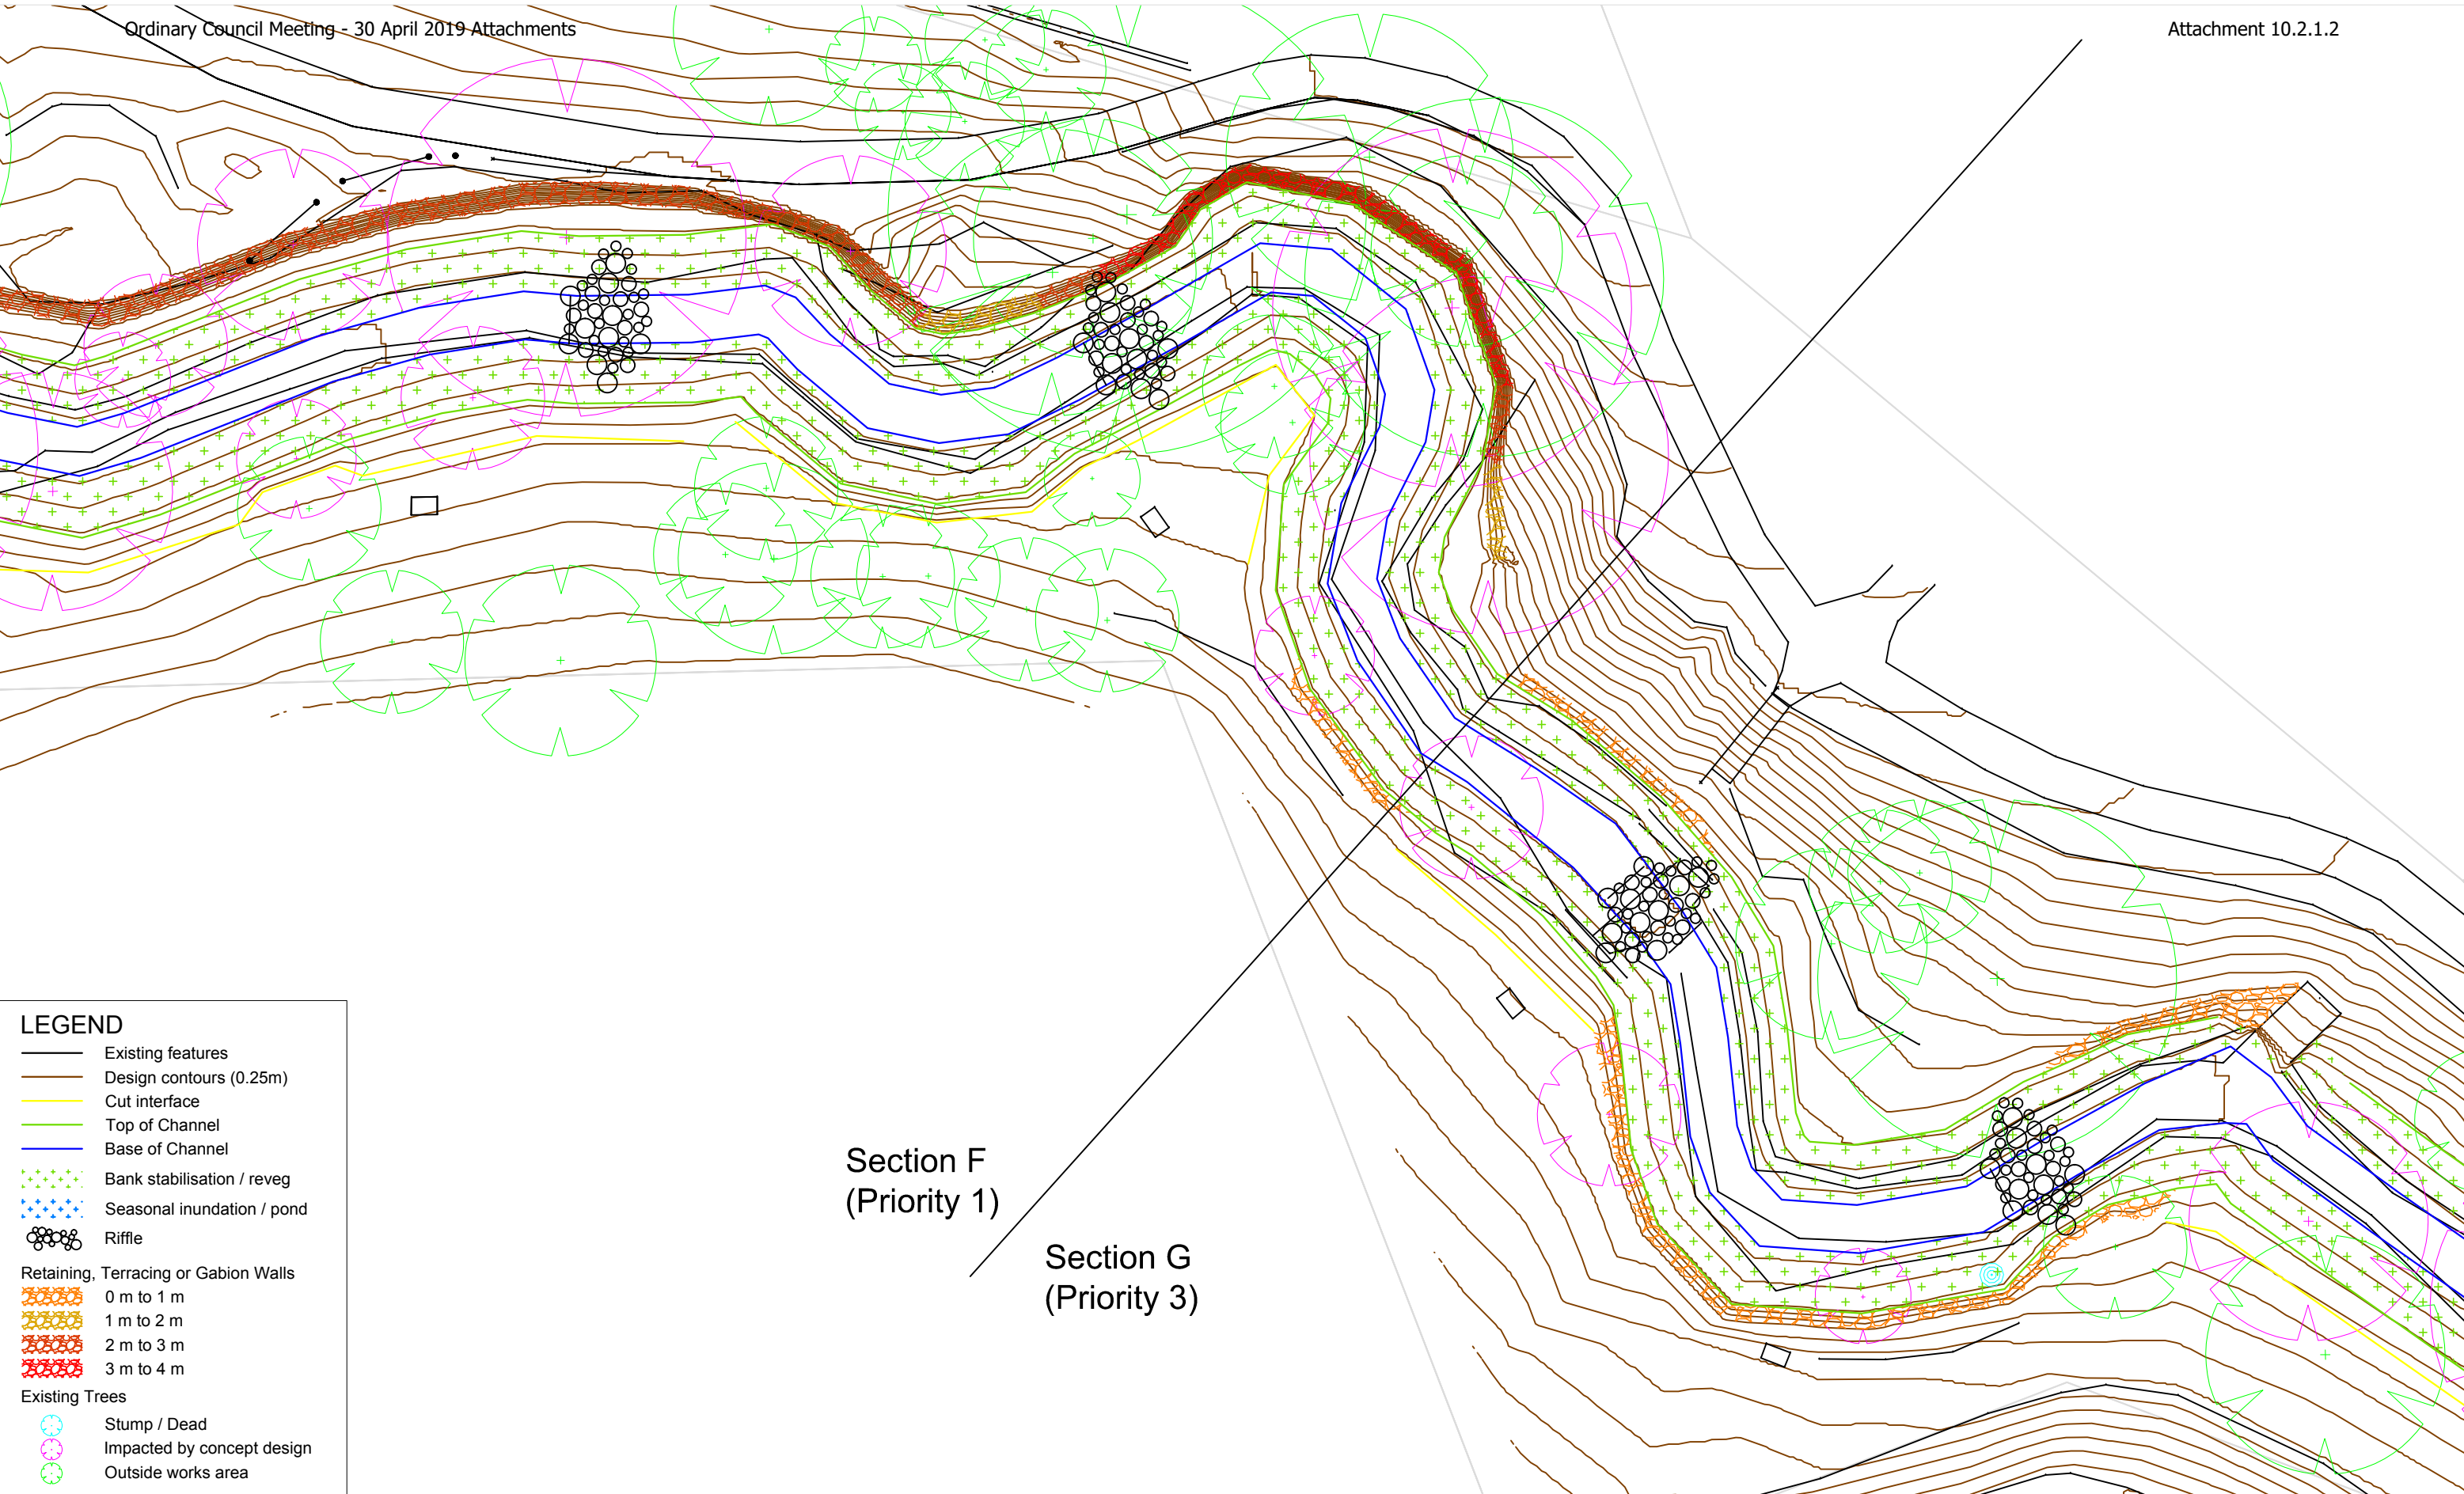 Ordinary Council Meeting - 30 April 2019 Attachments
Attachment 10.2.1.2
Section F
(Priority 1)
Section G
(Priority 3)
LEGEND
Existing features
Design contours (0.25m)
Cut interface
Top of Channel
Base of Channel
Bank stabilisation / reveg
Seasonal inundation / pond
Riffle
Retaining, Terracing or Gabion Walls
0 m to 1 m
1 m to 2 m
2 m to 3 m
3 m to 4 m
Existing Trees
Stump / Dead
Impacted by concept design
Outside works area